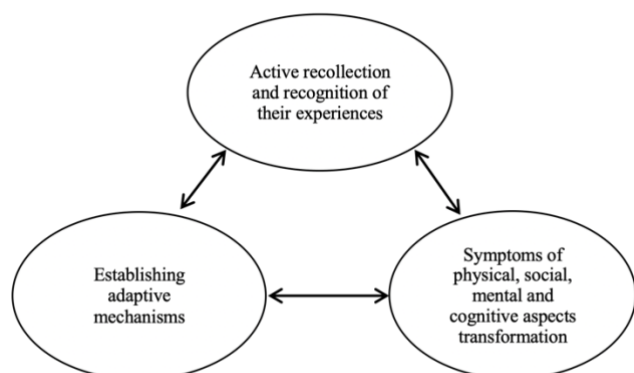 Active recollection
and recognition of
their experiences
Establishing
adaptive
mechanisms
Symptoms of
physical, social,
mental and
cognitive aspects
transformation